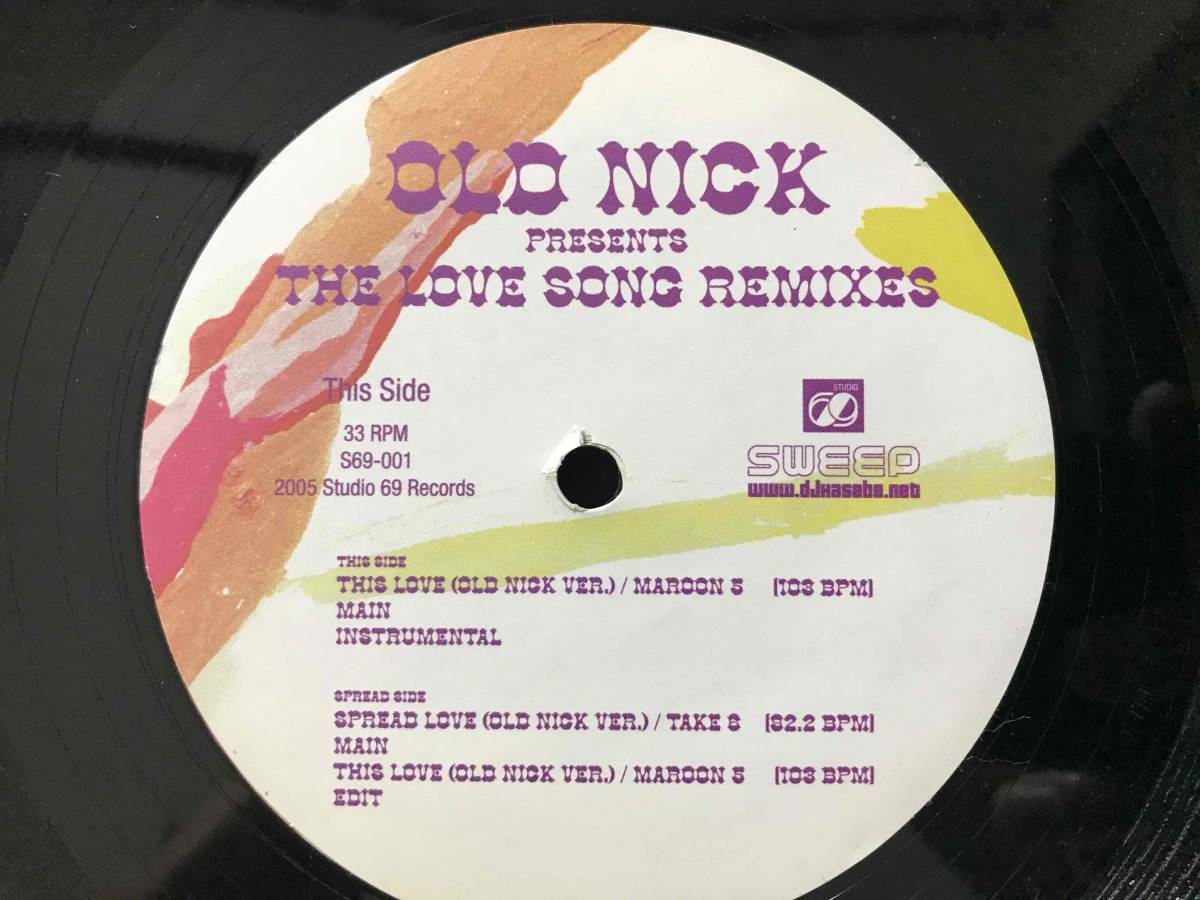 OLD NICK
PRESENTS
THE LOVE SONG REMIXES
This Side
33 RPM
S69-001
2005 Studio 69 Records
STUDIO
69
SWEEP
www.djhasebe.net
THIS SIDE
THIS LOVE (OLD NICK VER.) / MAROON 5 [103 BPM]
MAIN
INSTRUMENTAL
SPREAD SIDE
SPREAD LOVE (OLD NICK VER.) / TAKE 6 [92.2 BPM]
MAIN
THIS LOVE (OLD NICK VER.) / MAROON 5 [103 BPM]
EDIT